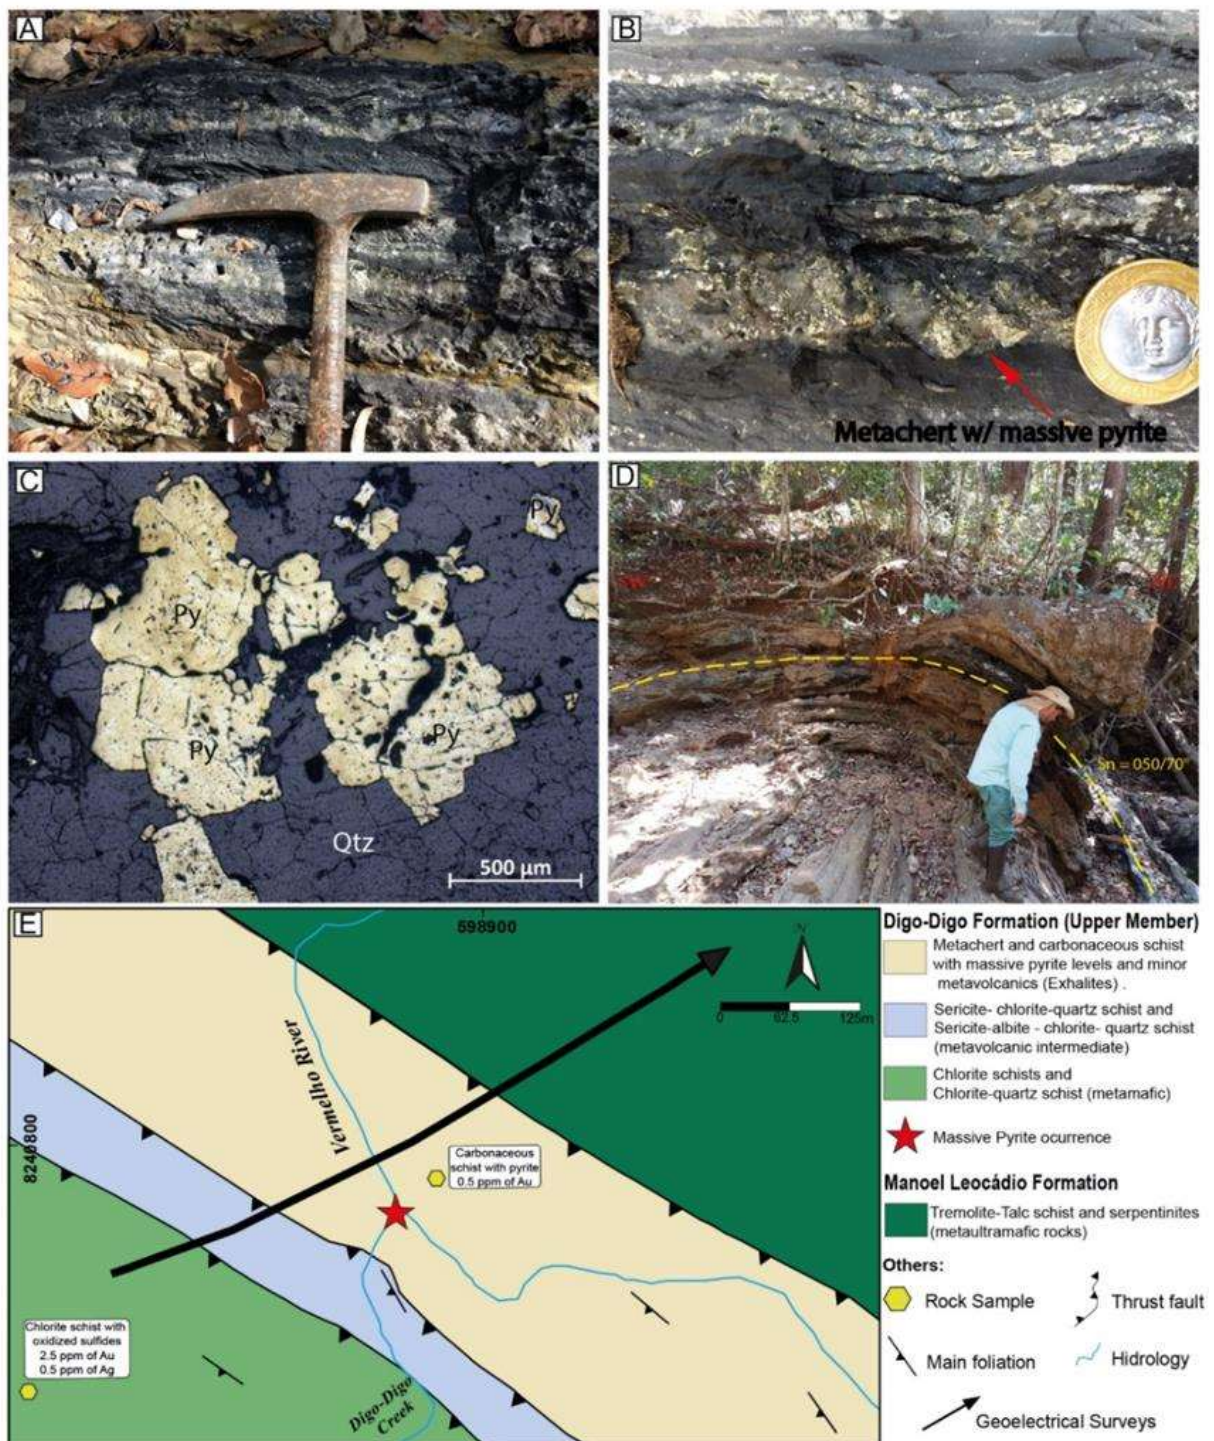 A
B
Metachert w/ massive pyrite
C
Py
Py
Py
Py
Qtz
500 µm
D
Sn = 050/70°
E
598900
8240800
N
0 62.5 125m
Vermelho River
Carbonaceous
schist with pyrite
0.5 ppm of Au
Chlorite schist with
oxidized sulfides
2.5 ppm of Au
0.5 ppm of Ag
Digo-Digo
Creek
Digo-Digo Formation (Upper Member)
Metachert and carbonaceous schist
with massive pyrite levels and minor
metavolcanics (Exhalites) .
Sericite- chlorite-quartz schist and
Sericite-albite - chlorite- quartz schist
(metavolcanic intermediate)
Chlorite schists and
Chlorite-quartz schist (metamafic)
Massive Pyrite ocurrence
Manoel Leocádio Formation
Tremolite-Talc schist and serpentinites
(metaultramafic rocks)
Others:
Rock Sample
Thrust fault
Main foliation
Hidrology
Geoelectrical Surveys